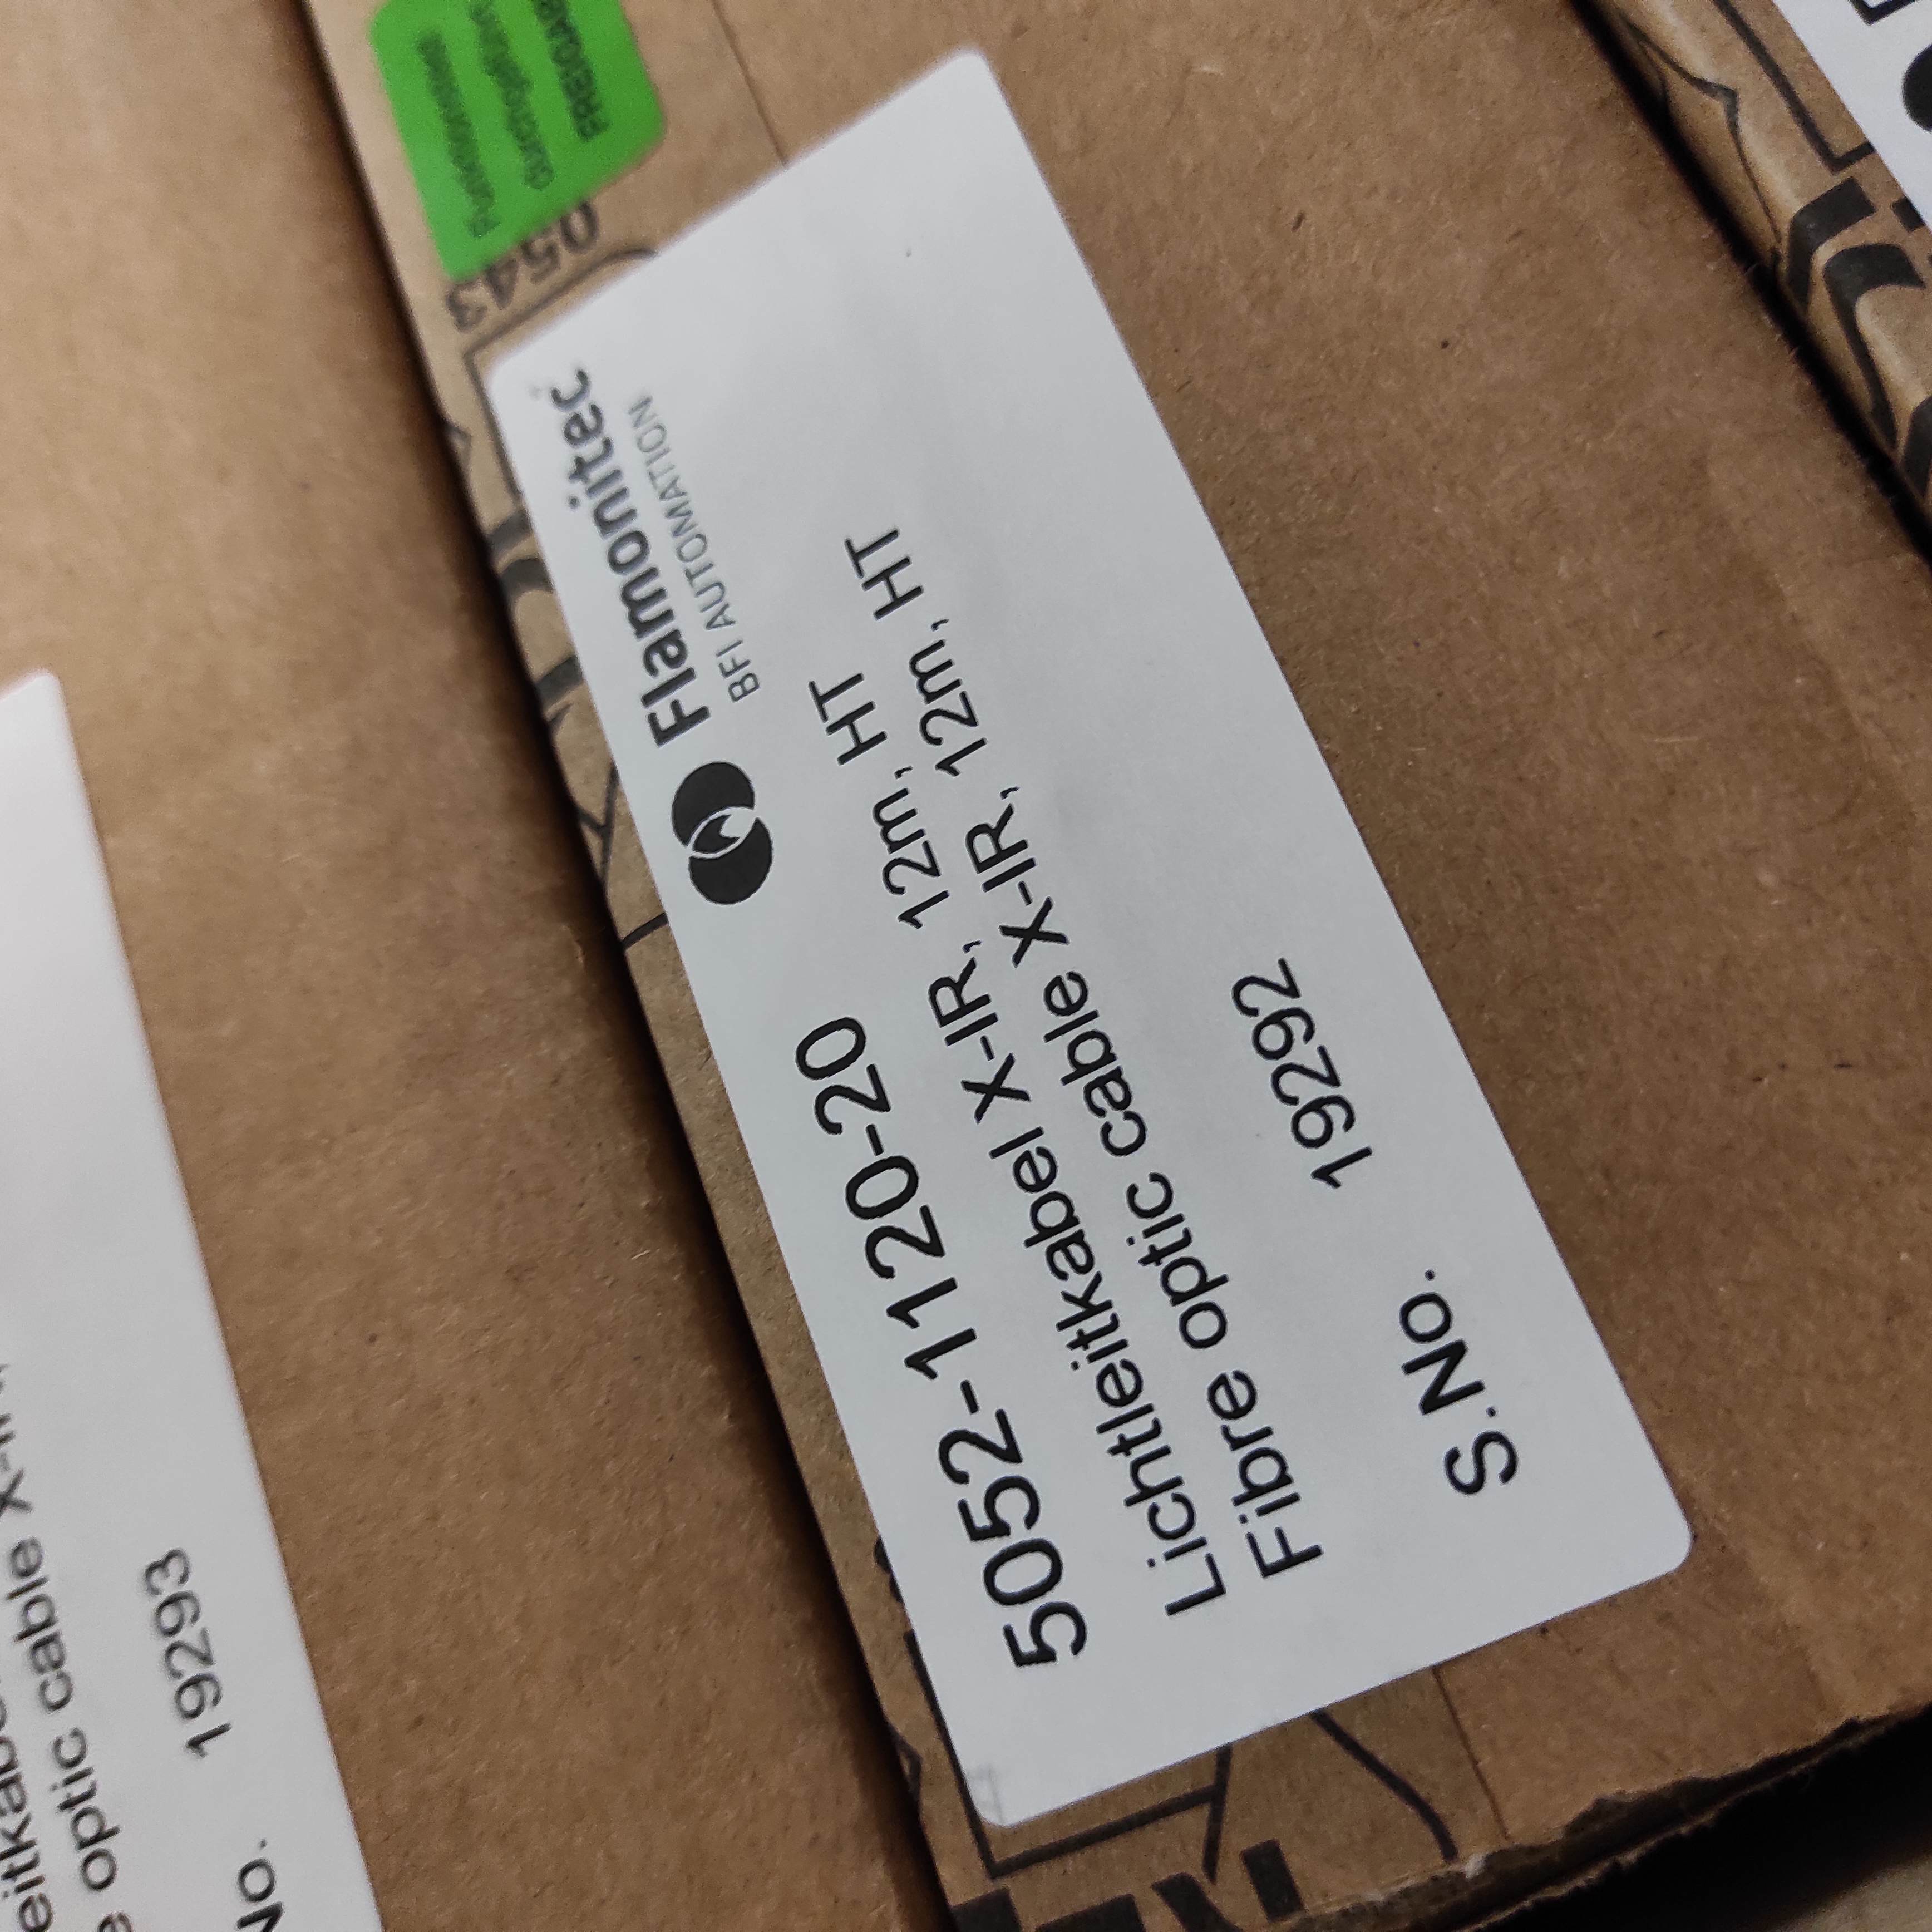 Flamonitec
BFI AUTOMATION
5052-1120-20
Lichtleitkabel X-IR, 12m, HT
Fibre optic cable X-IR, 12m, HT
S.No. 19292
optic cable X-IR
No. 19293
0543